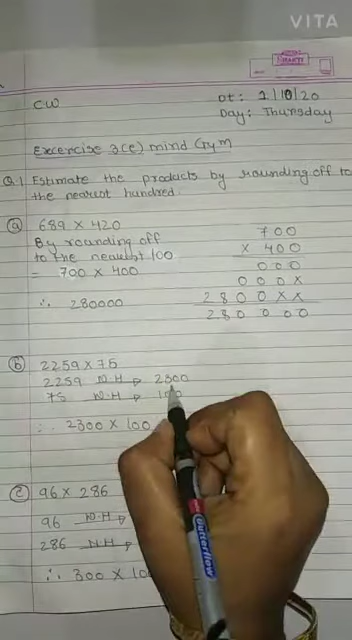 VITA
CW
Dt: 1/10/20
Day: Thursday
Excercise 3(e) mind Gym
Q.1 Estimate the products by rounding off to
the nearest hundred.
(a) 689 × 420
By rounding off
to the nearest 100
= 700 × 400
∴ 280000
700
× 400
000
000×
2800××
280000
(b) 2259 × 75
2259 N.H → 2300
75 N.H → 100
∴ 2300 × 100
(c) 96 × 286
96 N.H →
286 N.H →
∴ 300 × 10
butterflow